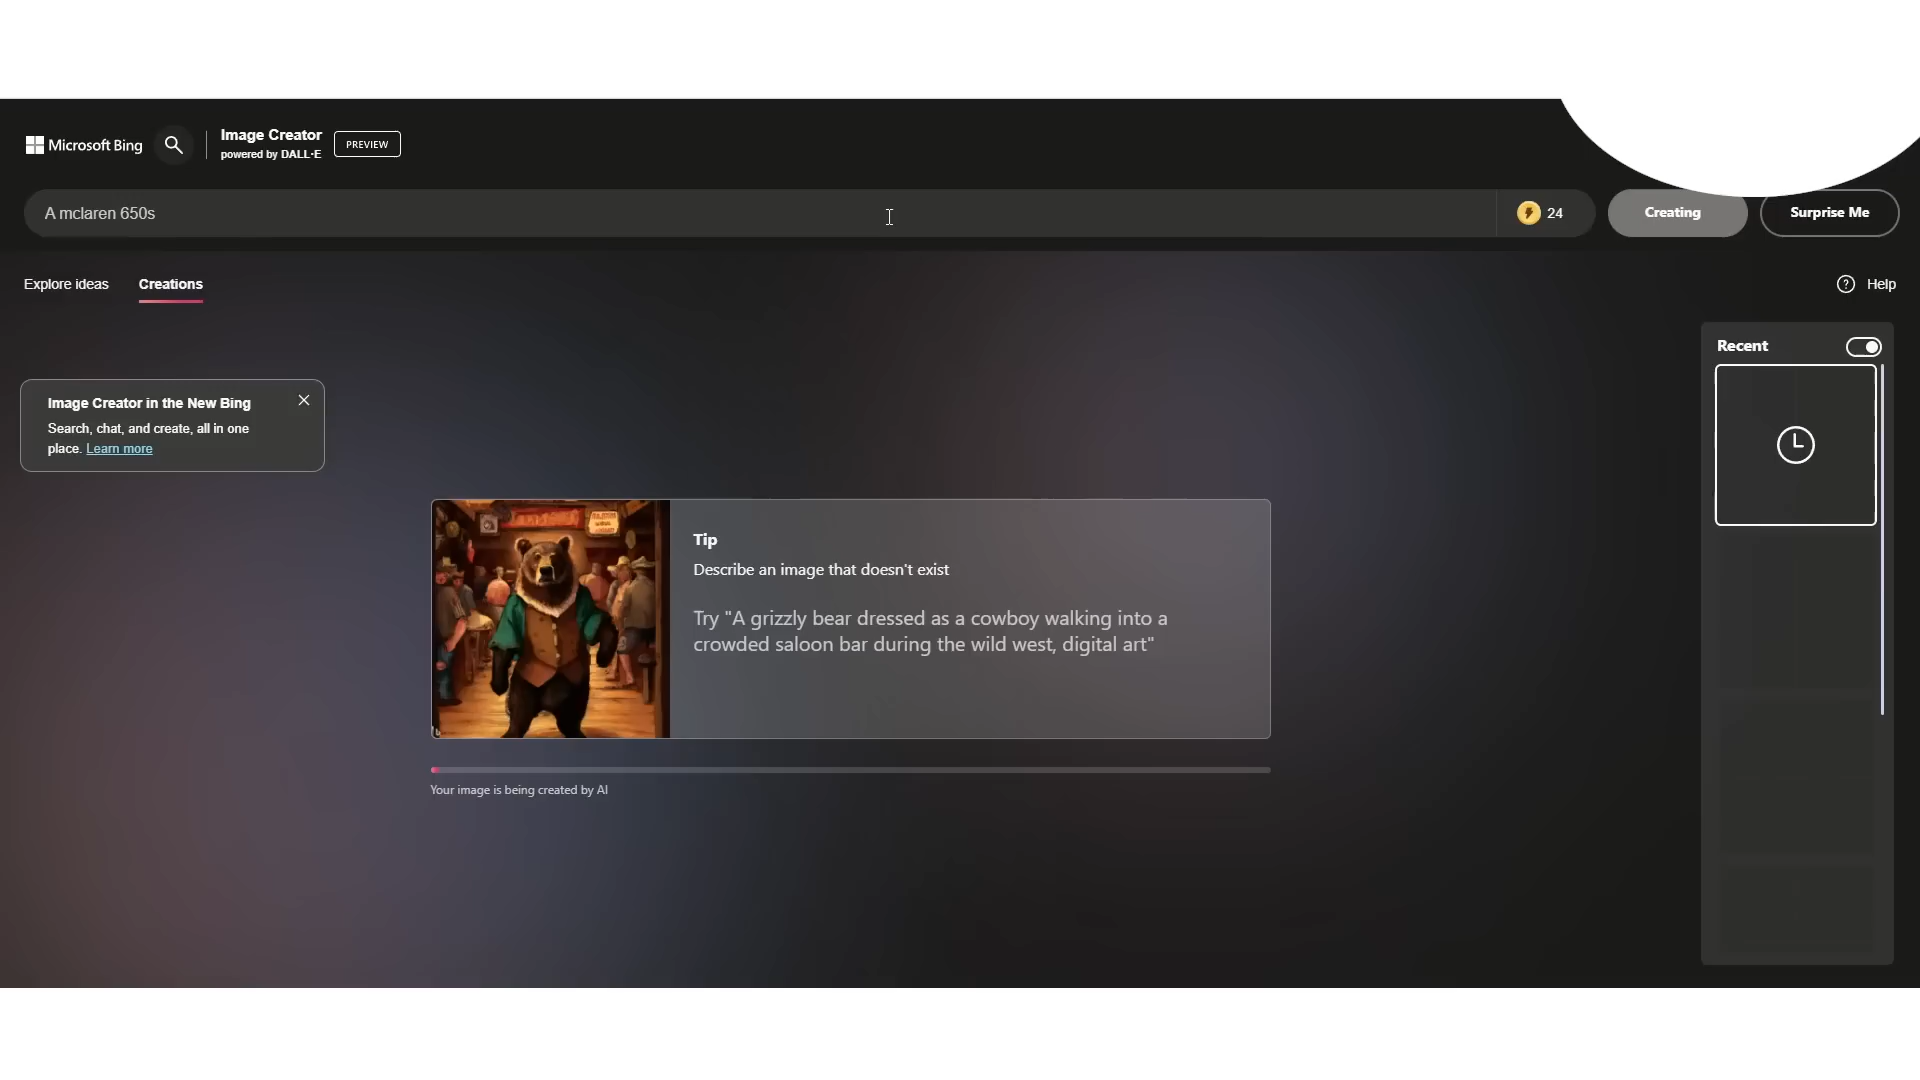 Microsoft Bing
Image Creator
powered by DALL·E
PREVIEW
A mclaren 650s
24
Creating
Surprise Me
Explore ideas
Creations
Help
Recent
Image Creator in the New Bing
Search, chat, and create, all in one
place. Learn more
Tip
Describe an image that doesn't exist
Try "A grizzly bear dressed as a cowboy walking into a
crowded saloon bar during the wild west, digital art"
Your image is being created by AI